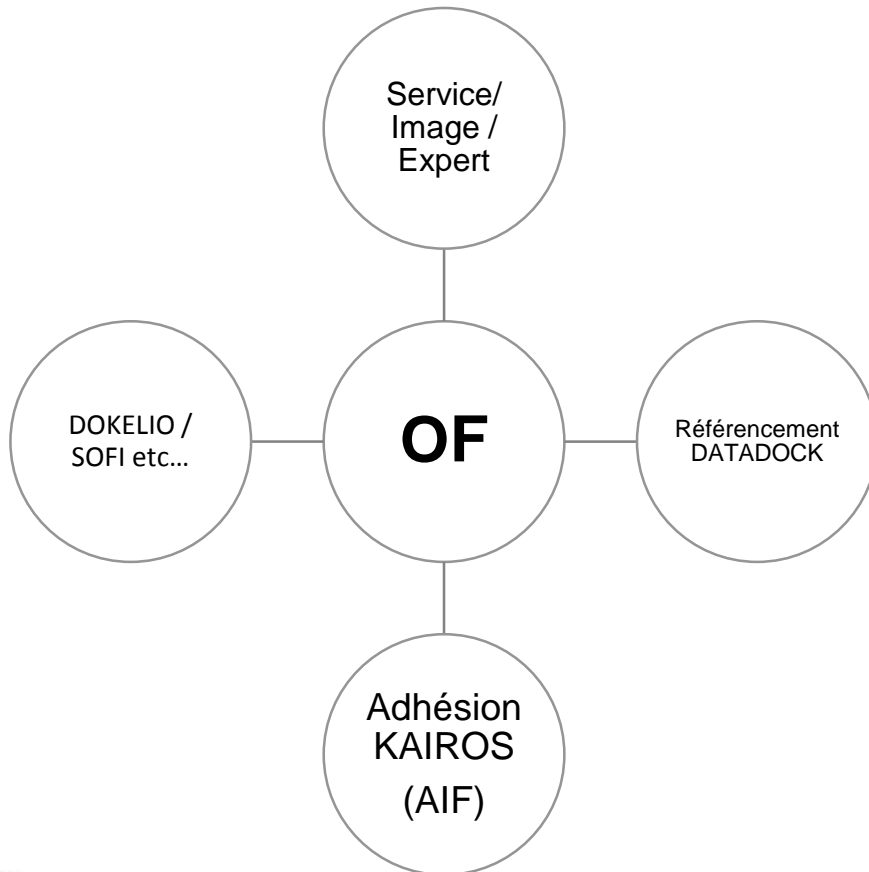 Service/
Image /
Expert
DOKELIO /
SOFI etc...
OF
Référencement
DATADOCK
Adhésion
KAIROS
(AIF)